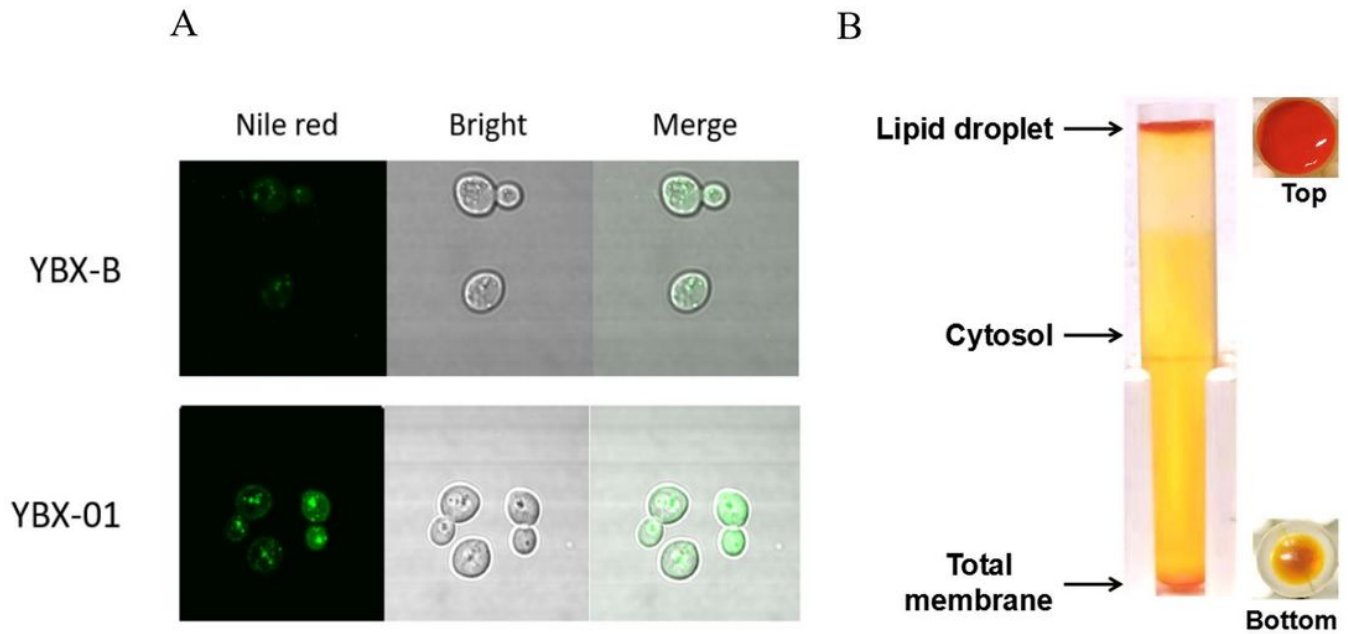 A
Nile red
Bright
Merge
YBX-B
YBX-01
B
Lipid droplet
Top
Cytosol
Total
membrane
Bottom